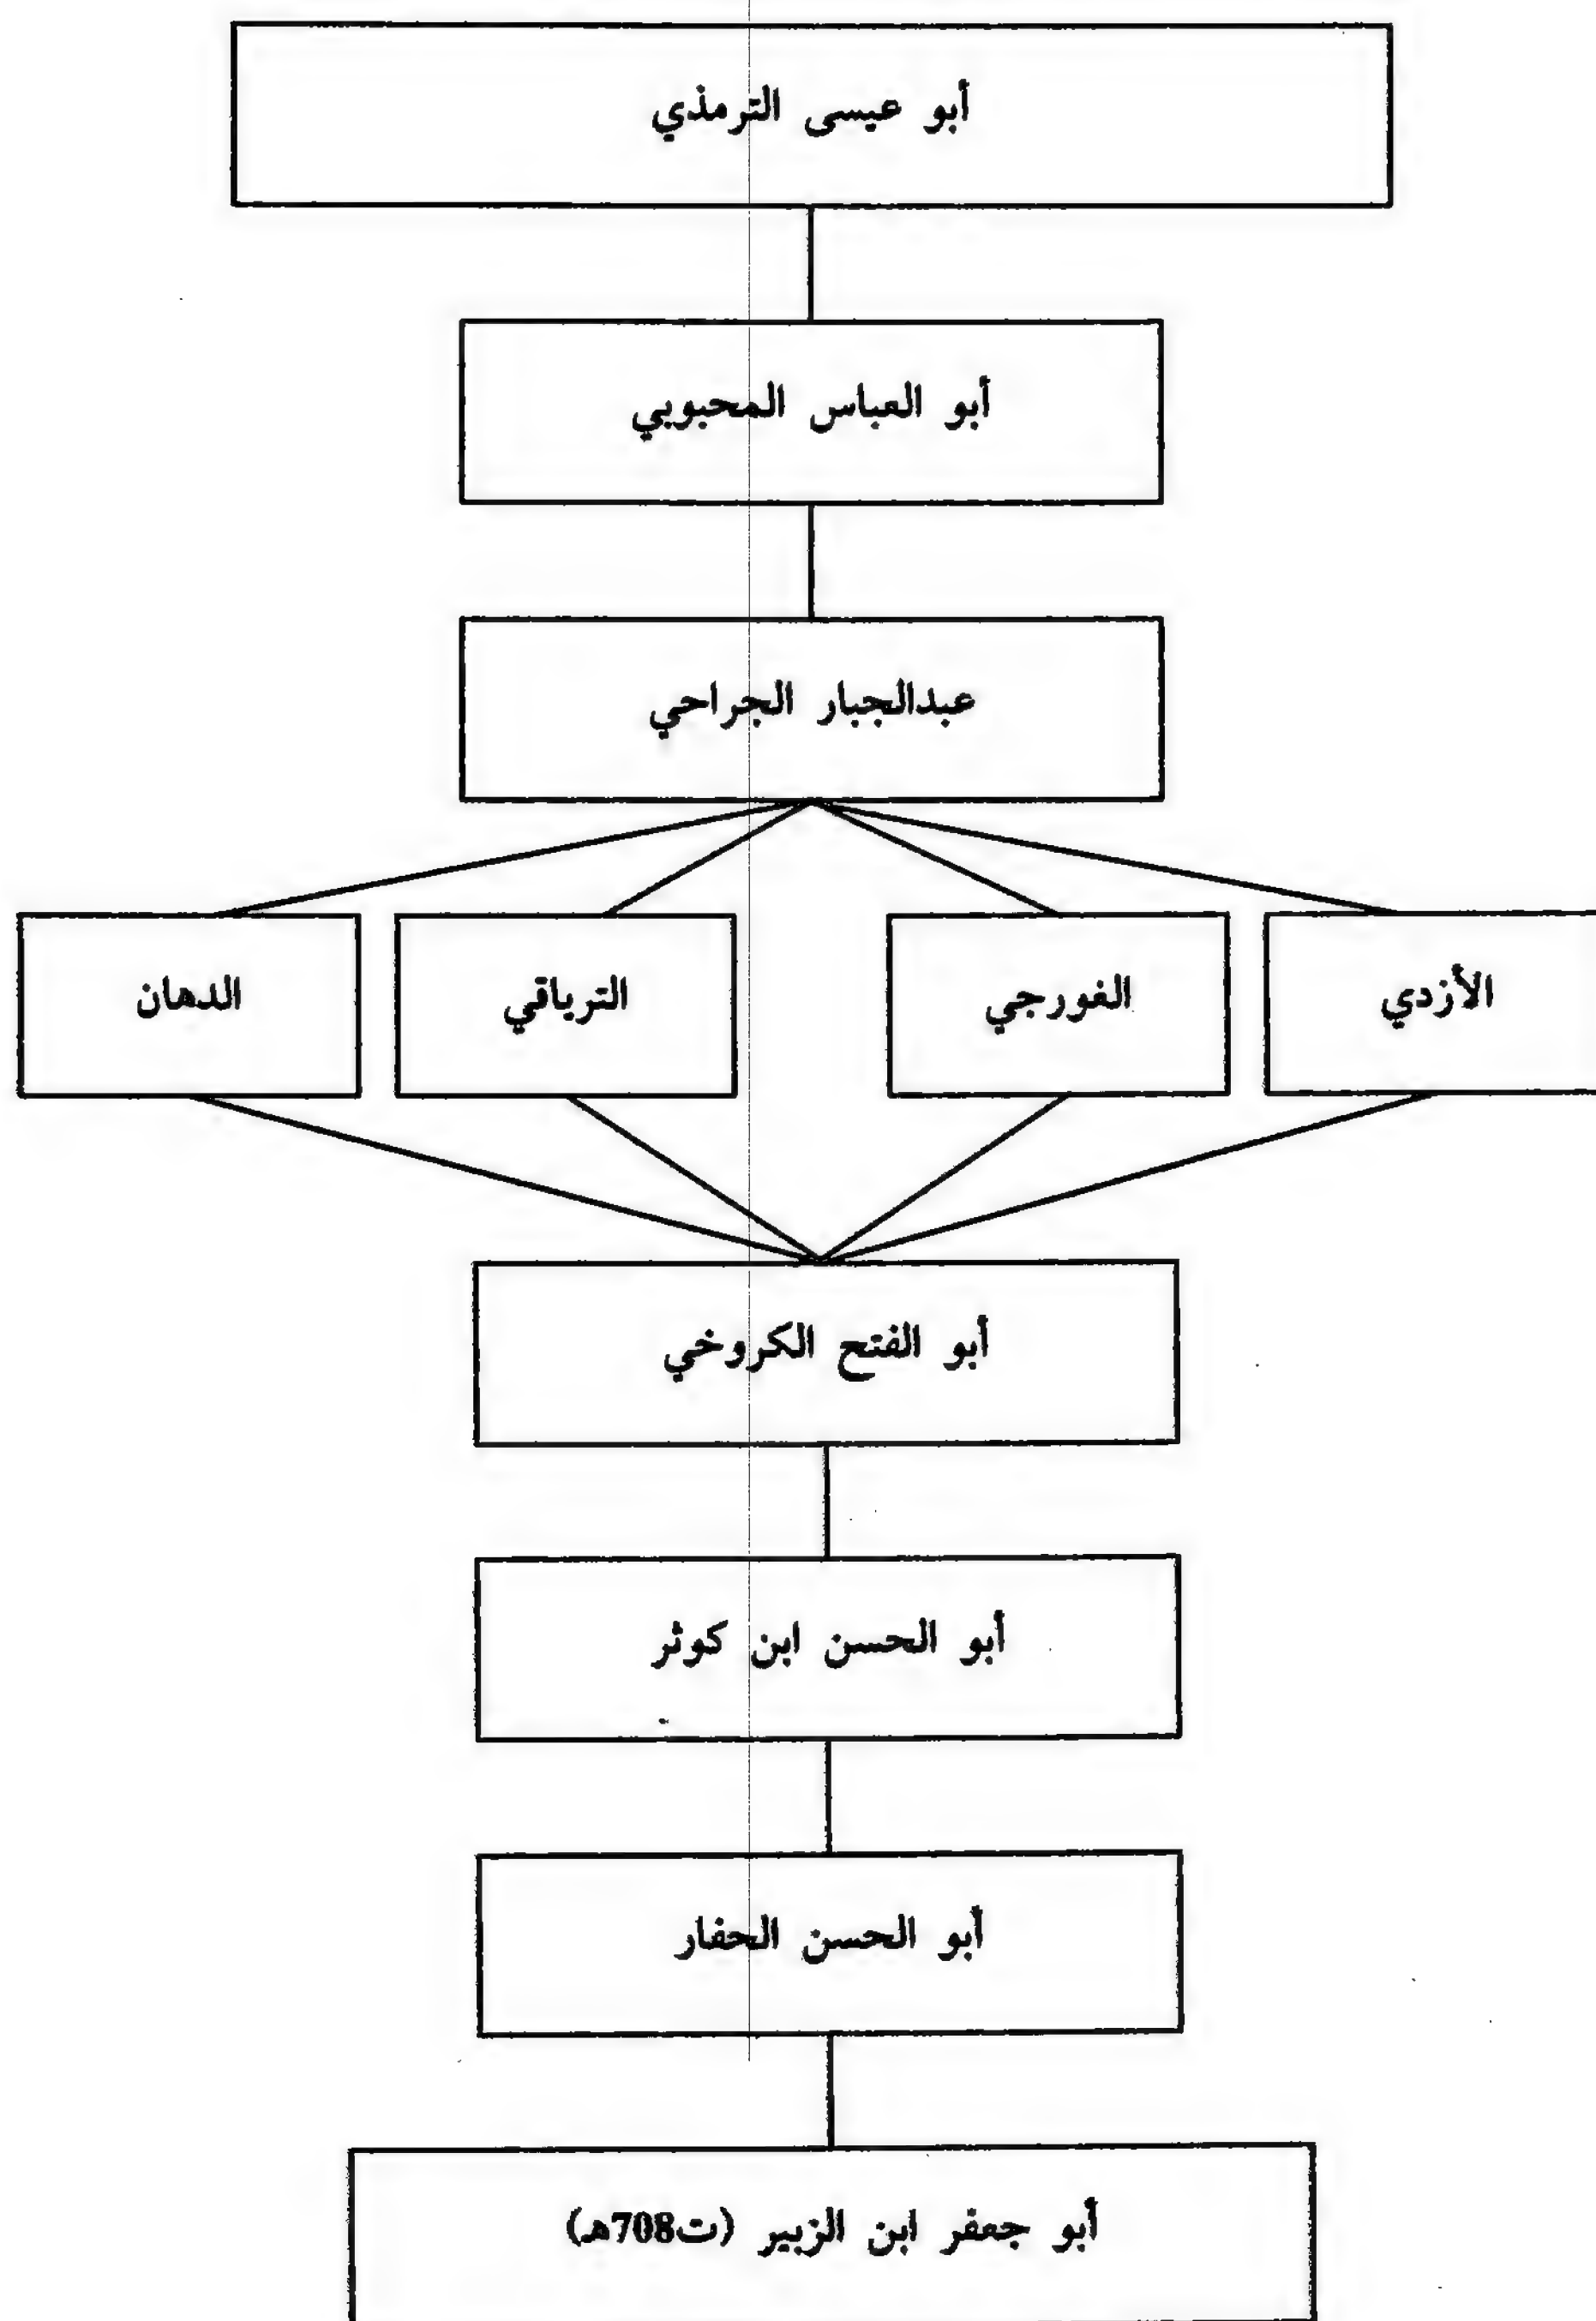 أبو عيسى الترمذي
أبو العباس المحبوبي
عبدالجبار الجراحي
الأزدي
الغورجي
الترياقي
الدهان
أبو الفتح الكروخي
أبو الحسن ابن كوثر
أبو الحسن الحفار
أبو جعفر ابن الزبير (ت708هـ)